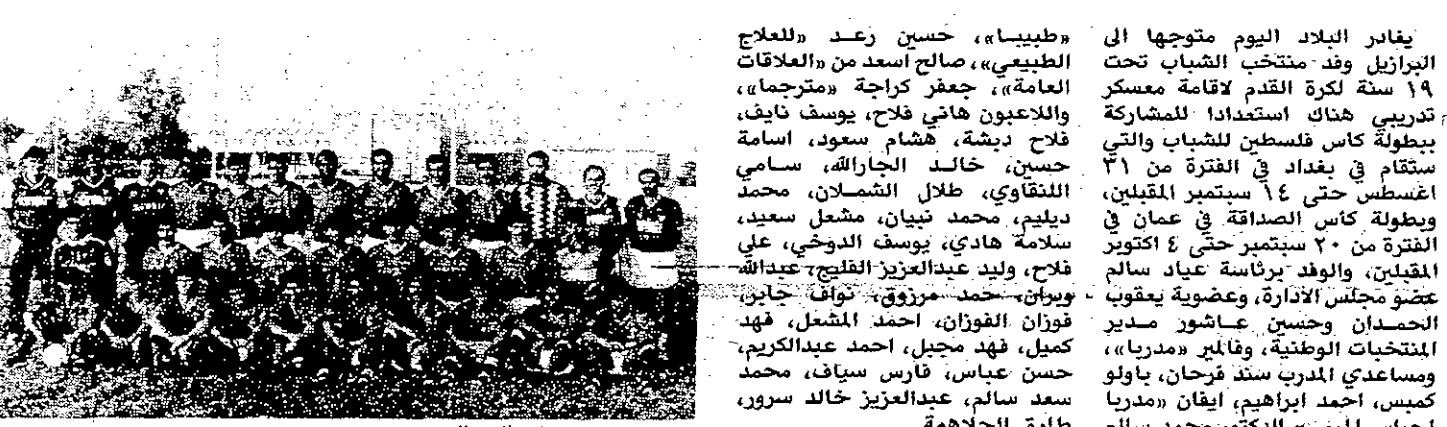 يغادر البلاد اليوم متوجها الى
البرازيل وفد منتخب الشباب تحت
١٩ سنة لكرة القدم لاقامة معسكر
تدريبي هناك استعدادا للمشاركة
ببطولة كأس فلسطين للشباب والتي
ستقام في بغداد في الفترة من ٣١
اغسطس حتى ١٤ سبتمبر المقبلين،
وبطولة كأس الصداقة في عمان في
الفترة من ٢٠ سبتمبر حتى ٤ اكتوبر
المقبلين، والوفد برئاسة عياد سالم
عضو مجلس الادارة، وعضوية يعقوب
الحمدان وحسين عاشور مدير
المنتخبات الوطنية، وفالمير «مدربا»،
ومساعدي المدرب سند فرحان، باولو
كمبس، احمد ابراهيم، ايفان «مدربا
«طبيبا»، حسين رعد «للعلاج
الطبيعي»، صالح اسعد من «العلاقات
العامة»، جعفر كراجة «مترجما»،
واللاعبون هاني فلاح، يوسف نايف،
فلاح دبشة، هشام سعود، اسامة
حسين، خالد الجارالله، سامي
اللنقاوي، طلال الشملان، محمد
ديليم، محمد نبيان، مشعل سعيد،
سلامة هادي، يوسف الدوخي، علي
فلاح، وليد عبدالعزيز الفليج، عبدالله
وبران، حمد مرزوق، نواف جابر،
فوزان الفوزان، احمد المشعل، فهد
كميل، فهد مجبل، احمد عبدالكريم،
حسن عباس، فارس سياف، محمد
سعد سالم، عبدالعزيز خالد سرور،
طارق الجلاهمة